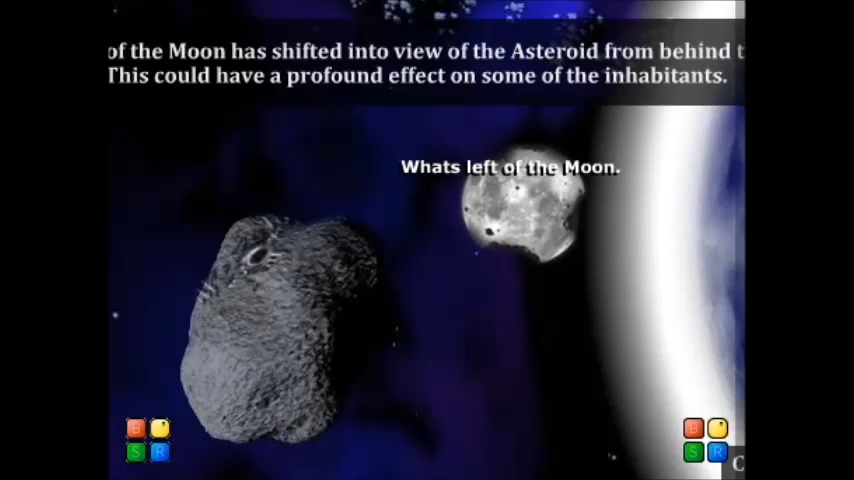 of the Moon has shifted into view of the Asteroid from behind t
This could have a profound effect on some of the inhabitants.
Whats left of the Moon.
B
S R
B
S R
C